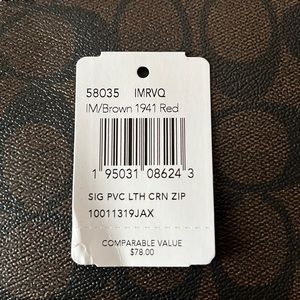 58035 IMRVQ
IM/Brown 1941 Red
1 95031 08624 3
SIG PVC LTH CRN ZIP
10011319JAX
COMPARABLE VALUE
$78.00